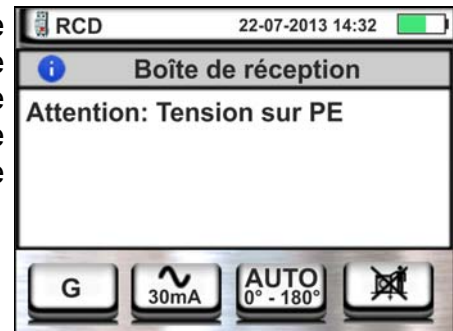 RCD 22-07-2013 14:32
Boîte de réception
Attention: Tension sur PE
G
30mA
AUTO
0° - 180°